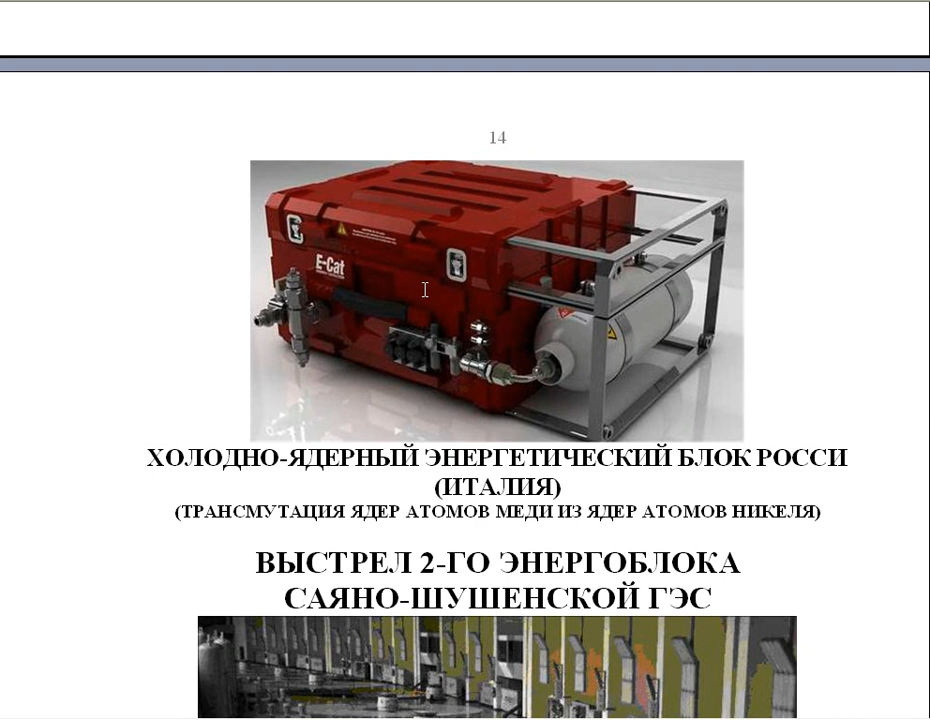 14
E-Cat
ХОЛОДНО-ЯДЕРНЫЙ ЭНЕРГЕТИЧЕСКИЙ БЛОК РОССИ
(ИТАЛИЯ)
(ТРАНСМУТАЦИЯ ЯДЕР АТОМОВ МЕДИ ИЗ ЯДЕР АТОМОВ НИКЕЛЯ)
ВЫСТРЕЛ 2-ГО ЭНЕРГОБЛОКА
САЯНО-ШУШЕНСКОЙ ГЭС